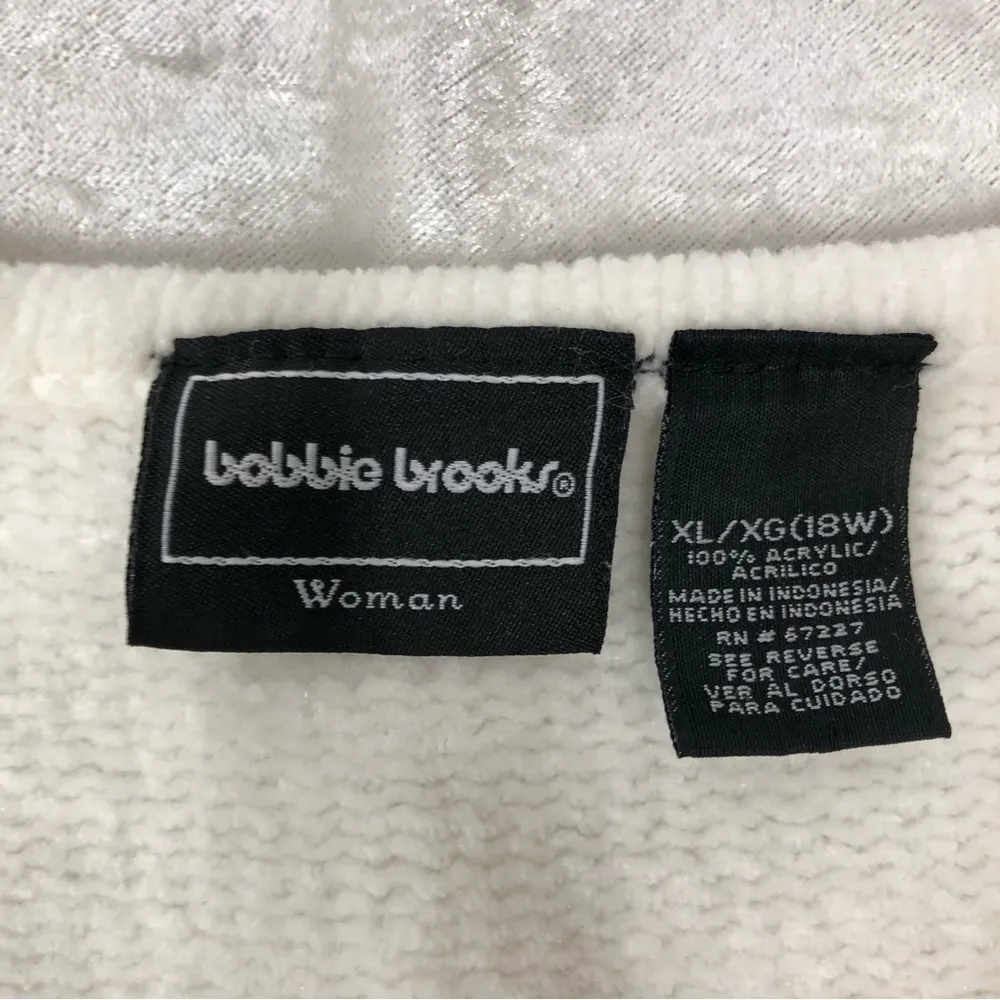 bobbie brooks®
Woman
XL/XG(18W)
100% ACRYLIC/
ACRILICO
MADE IN INDONESIA/
HECHO EN INDONESIA
RN # 67227
SEE REVERSE
FOR CARE/
VER AL DORSO
PARA CUIDADO